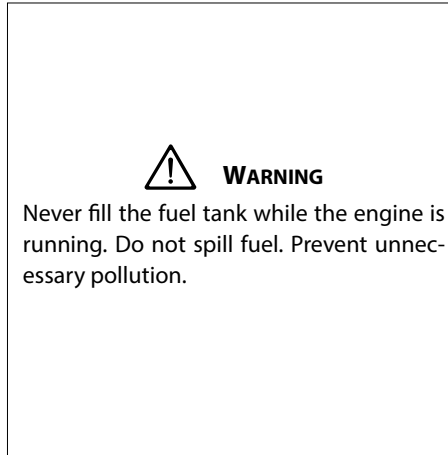 WARNING
Never fill the fuel tank while the engine is
running. Do not spill fuel. Prevent unnec-
essary pollution.